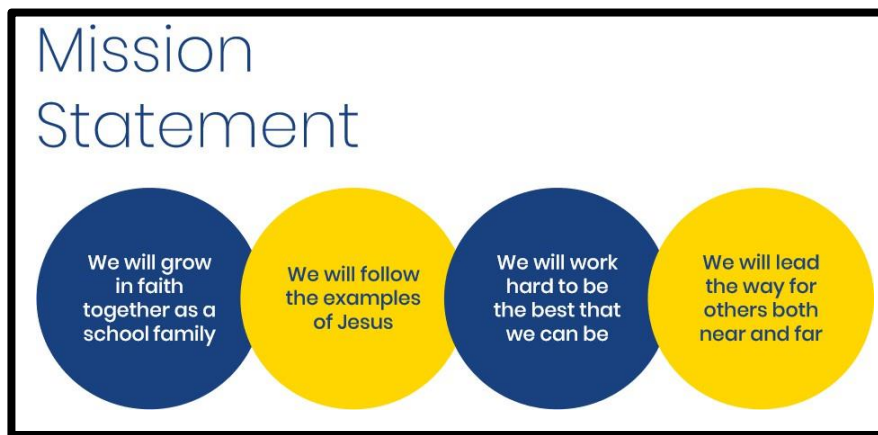 Mission
Statement
We will grow
in faith
together as a
school family
We will follow
the examples
of Jesus
We will work
hard to be
the best that
we can be
We will lead
the way for
others both
near and far